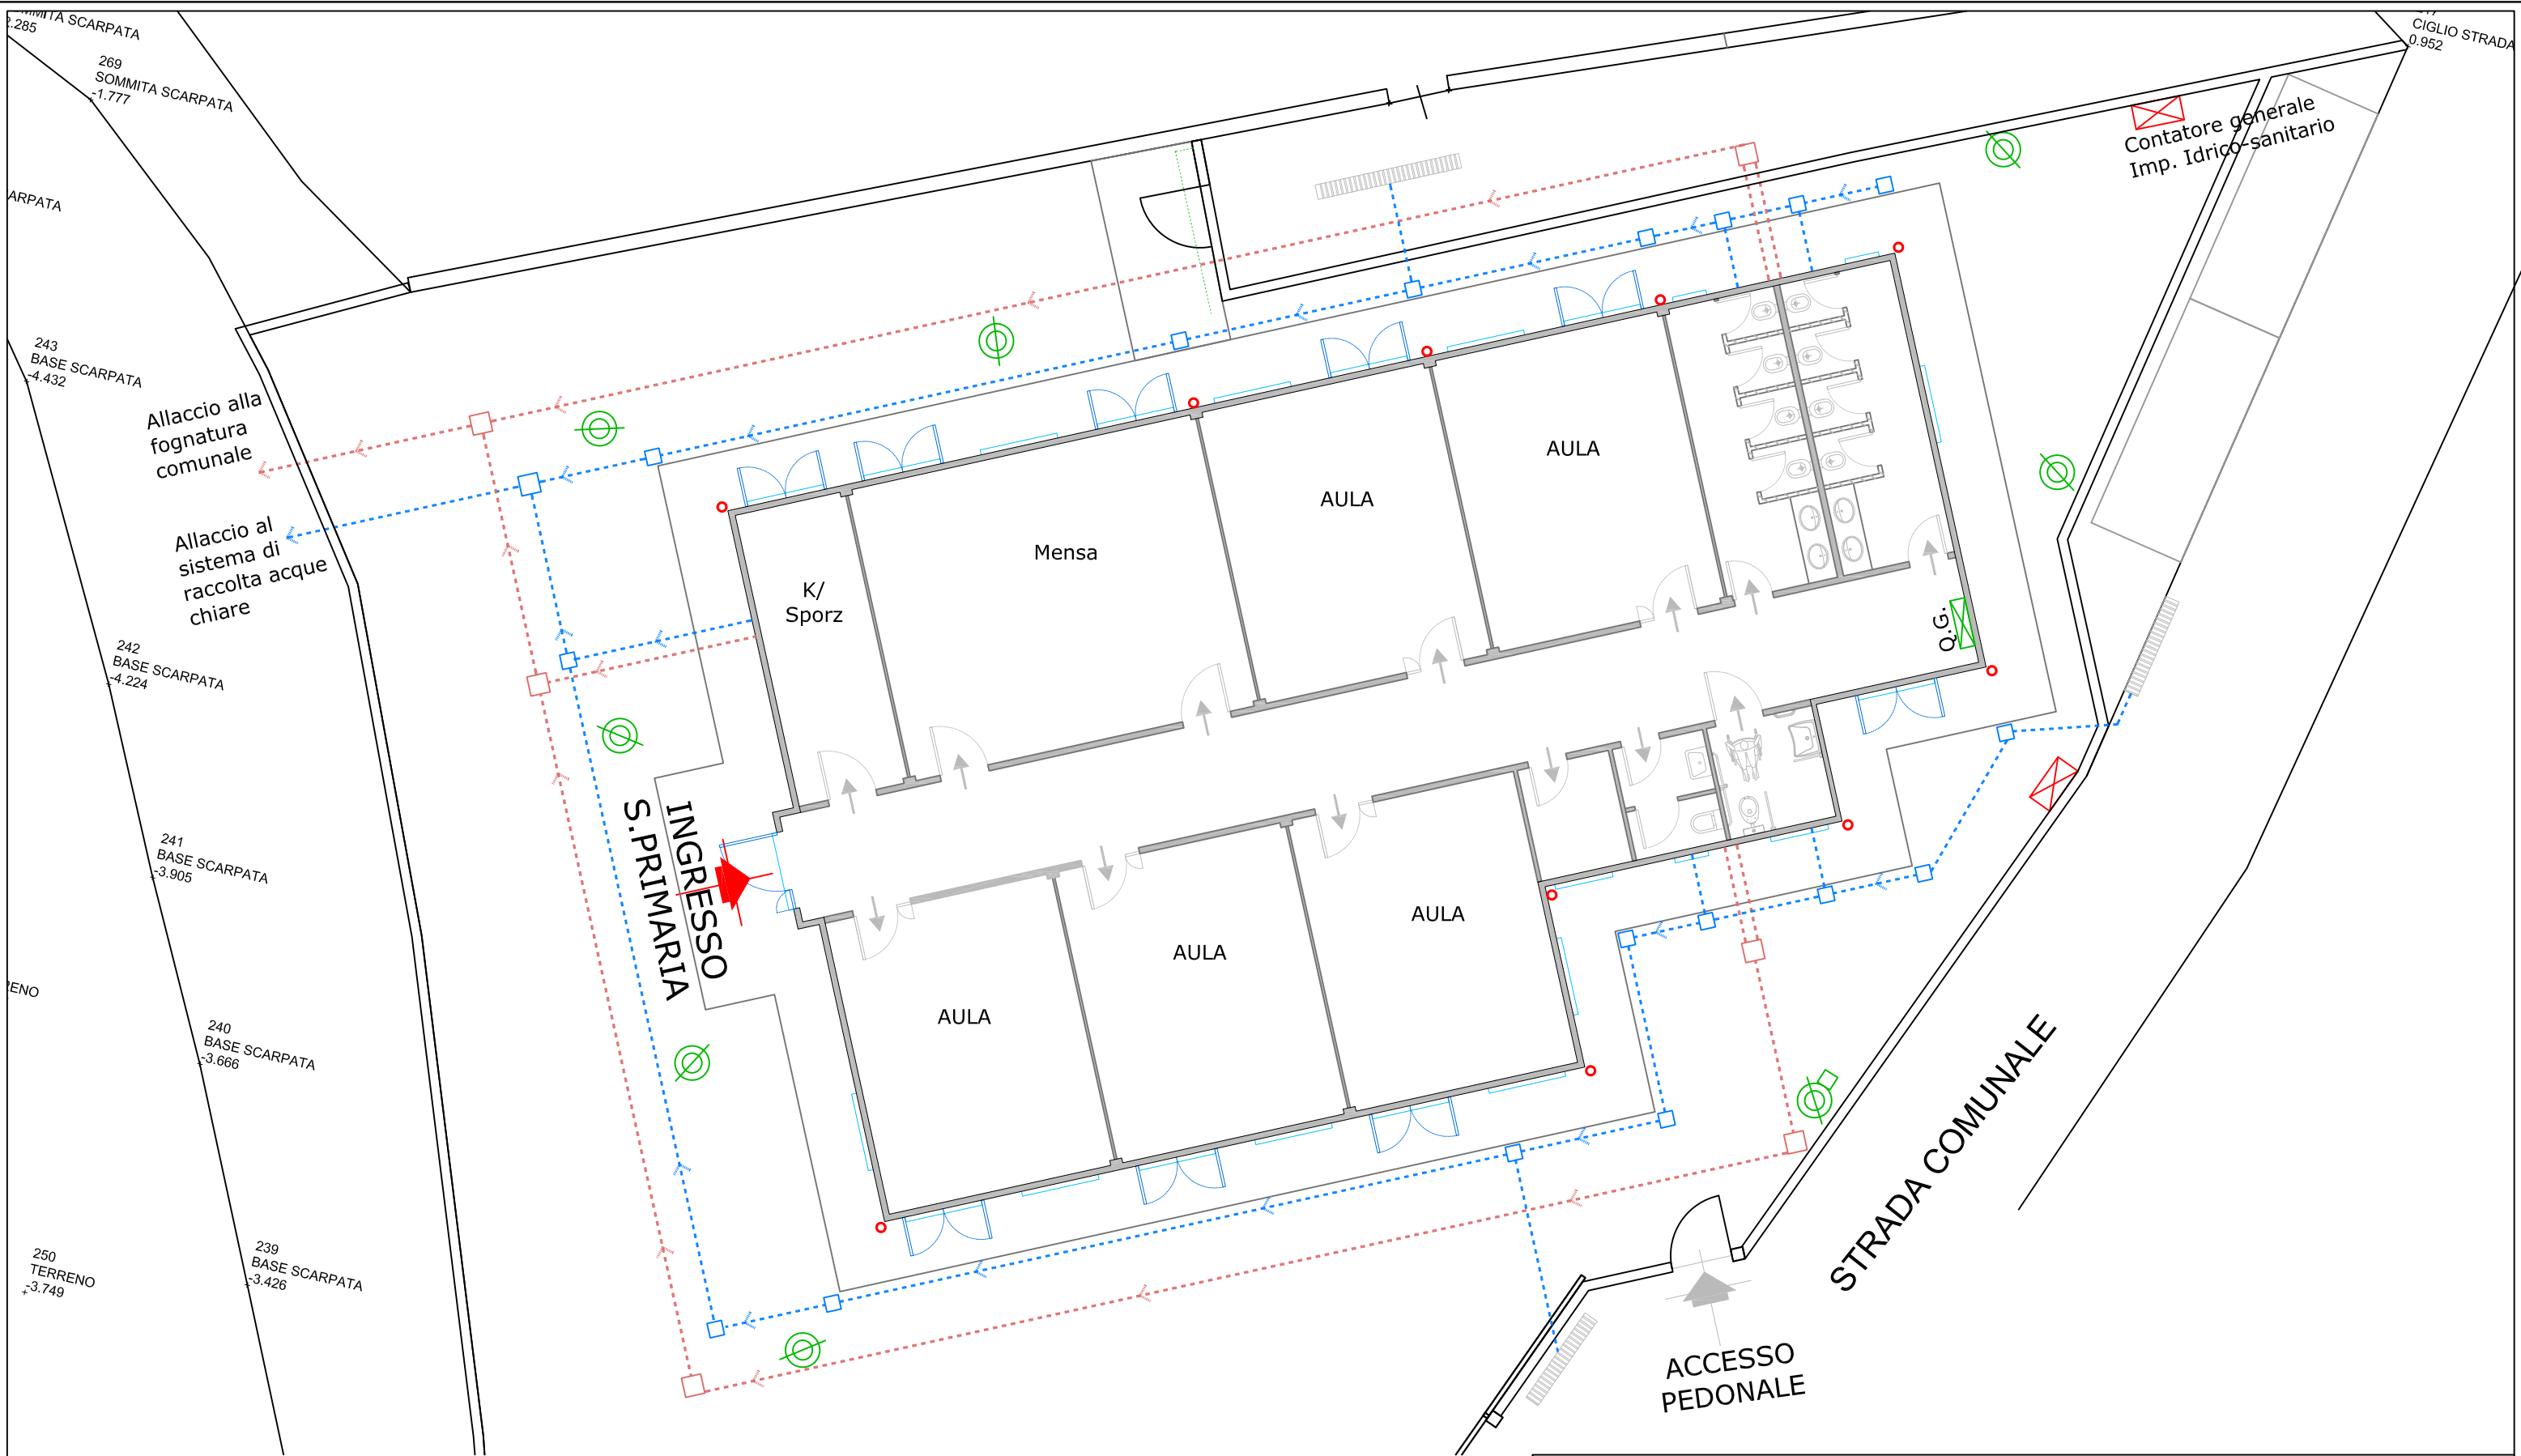 SCARPATA
2.285
269
SOMMITA SCARPATA
-1.777
CIGLIO STRADA
0.952
Contatore generale
Imp. Idrico-sanitario
ARPATA
243
BASE SCARPATA
-4.432
Allaccio alla
fognatura
comunale
Allaccio al
sistema di
raccolta acque
chiare
AULA
AULA
Mensa
K/
Sporz
Q.G.
242
BASE SCARPATA
-4.224
INGRESSO
S.PRIMARIA
241
BASE SCARPATA
-3.905
AULA
AULA
AULA
RENO
240
BASE SCARPATA
-3.666
STRADA COMUNALE
239
BASE SCARPATA
-3.426
250
TERRENO
-3.749
ACCESSO
PEDONALE